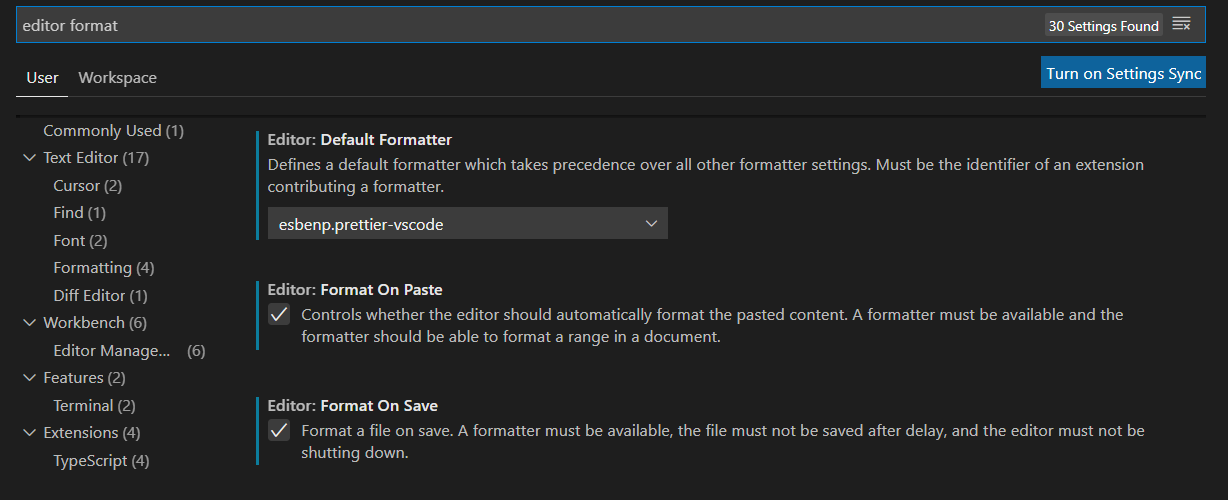 editor format
30 Settings Found
User
Workspace
Turn on Settings Sync
Commonly Used (1)
Text Editor (17)
Cursor (2)
Find (1)
Font (2)
Formatting (4)
Diff Editor (1)
Workbench (6)
Editor Manage... (6)
Features (2)
Terminal (2)
Extensions (4)
TypeScript (4)
Editor: Default Formatter
Defines a default formatter which takes precedence over all other formatter settings. Must be the identifier of an extension
contributing a formatter.
esbenp.prettier-vscode
Editor: Format On Paste
Controls whether the editor should automatically format the pasted content. A formatter must be available and the
formatter should be able to format a range in a document.
Editor: Format On Save
Format a file on save. A formatter must be available, the file must not be saved after delay, and the editor must not be
shutting down.